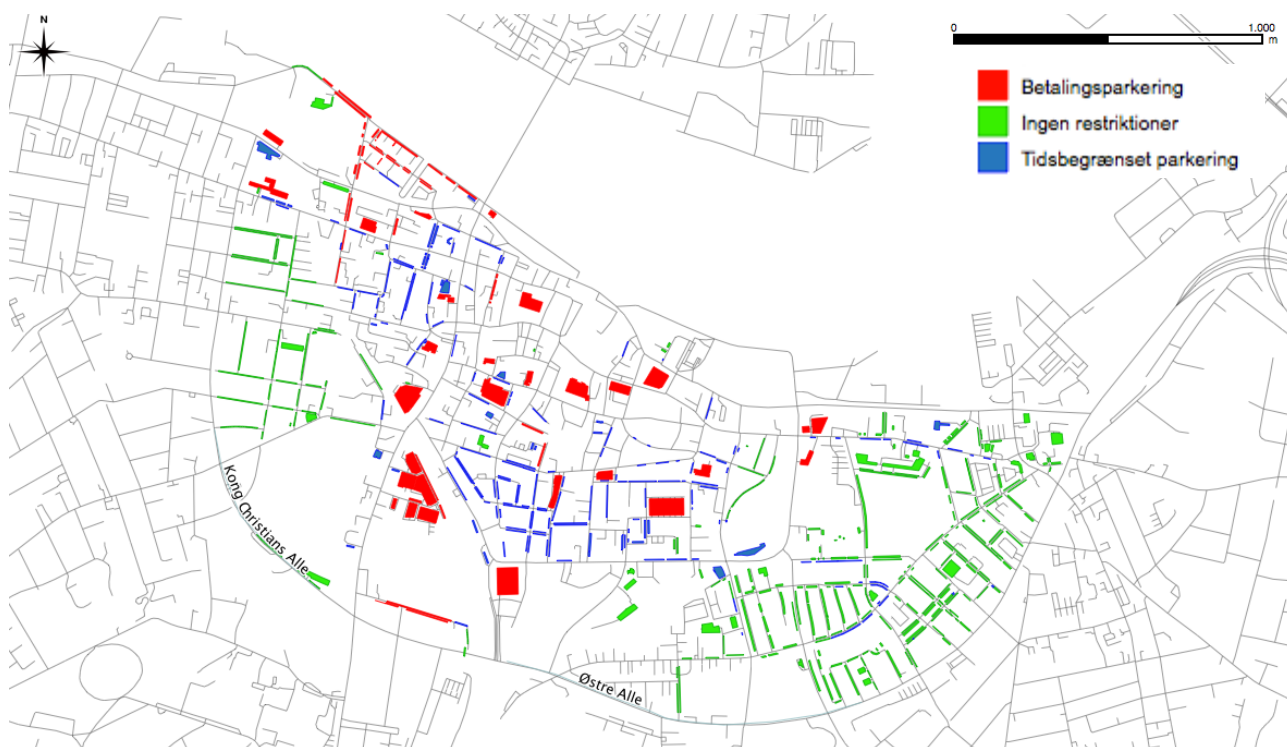 N
0
1.000
m
Betalingsparkering
Ingen restriktioner
Tidsbegrænset parkering
Kong Christians Alle
Østre Alle